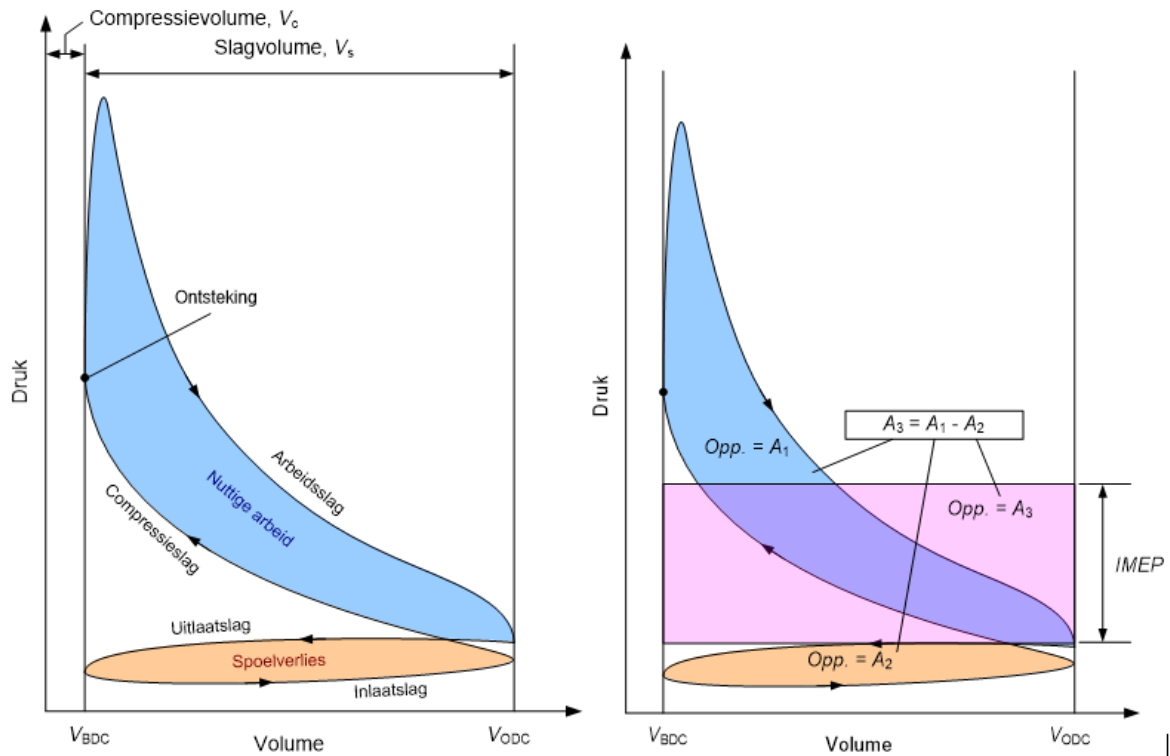 Compressievolume, Vc
Slagvolume, Vs
Ontsteking
Druk
Arbeidsslag
Nuttige arbeid
Compressieslag
Uitlaatslag
Spoelverlies
Inlaatslag
VBDC
Volume
VODC
Druk
A3 = A1 - A2
Opp. = A1
Opp. = A3
IMEP
Opp. = A2
VBDC
Volume
VODC